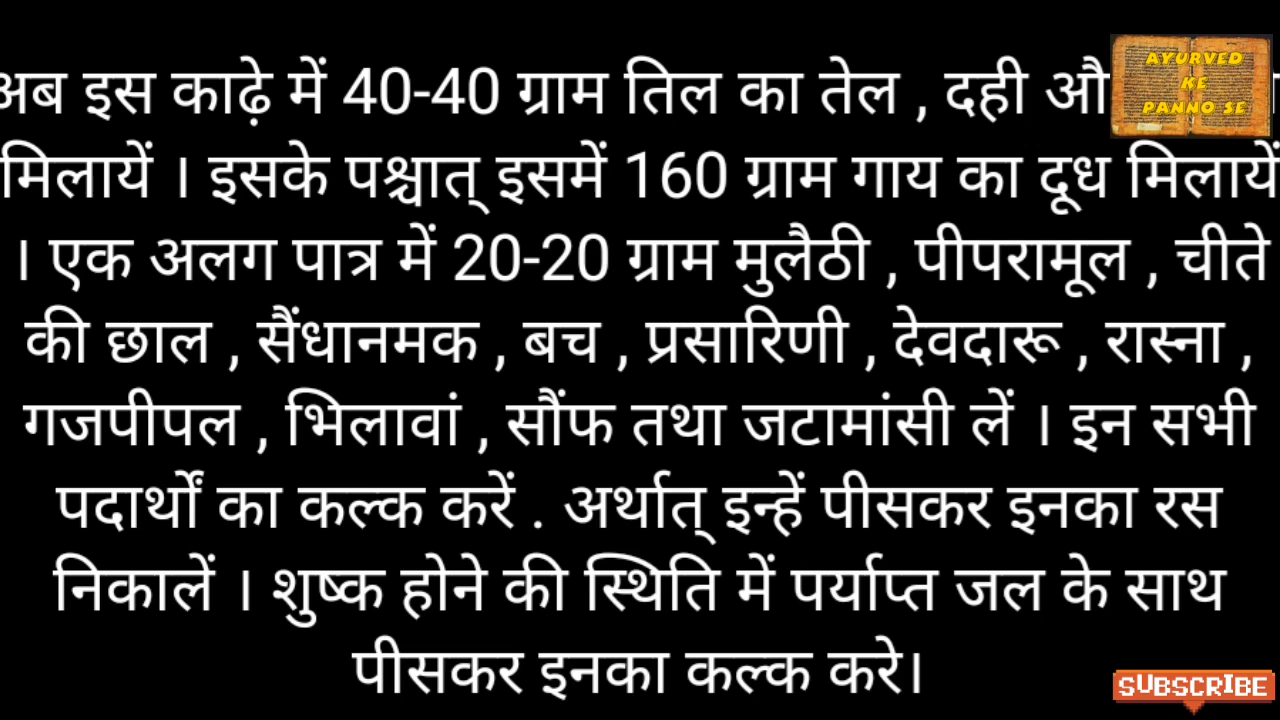 अब इस काढ़े में 40-40 ग्राम तिल का तेल , दही
मिलायें । इसके पश्चात् इसमें 160 ग्राम गाय का दूध मिलायें
। एक अलग पात्र में 20-20 ग्राम मुलैठी , पीपरामूल , चीते
की छाल , सैंधानमक , बच , प्रसारिणी , देवदारू , रास्ना ,
गजपीपल , भिलावां , सौंफ तथा जटामांसी लें । इन सभी
पदार्थों का कल्क करें . अर्थात् इन्हें पीसकर इनका रस
निकालें । शुष्क होने की स्थिति में पर्याप्त जल के साथ
पीसकर इनका कल्क करे।
AYURVED
KE
PANNO SE
SUBSCRIBE